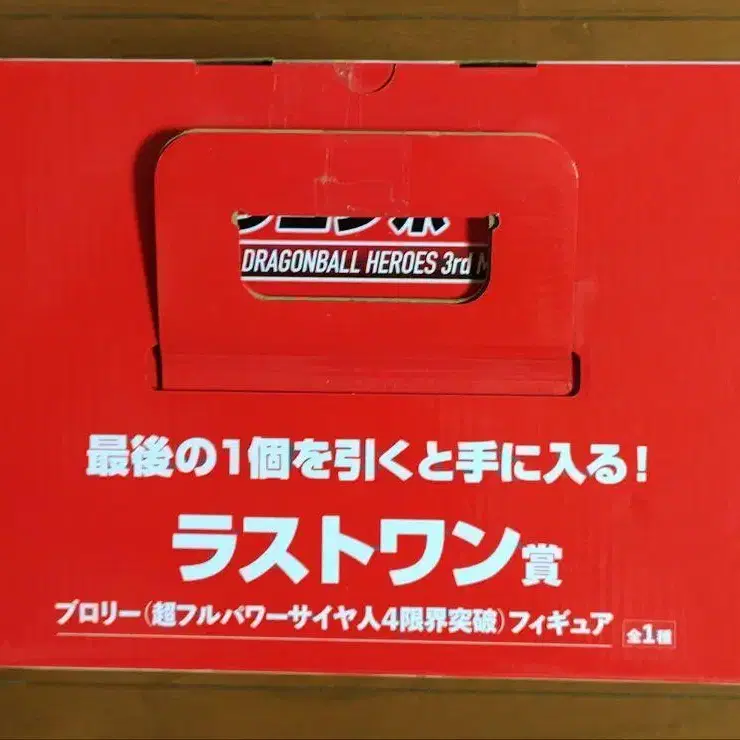 DRAGONBALL HEROES 3rd
最後の1個を引くと手に入る!
ラストワン賞
ブロリー(超フルパワーサイヤ人4限界突破)フィギュア 全1種